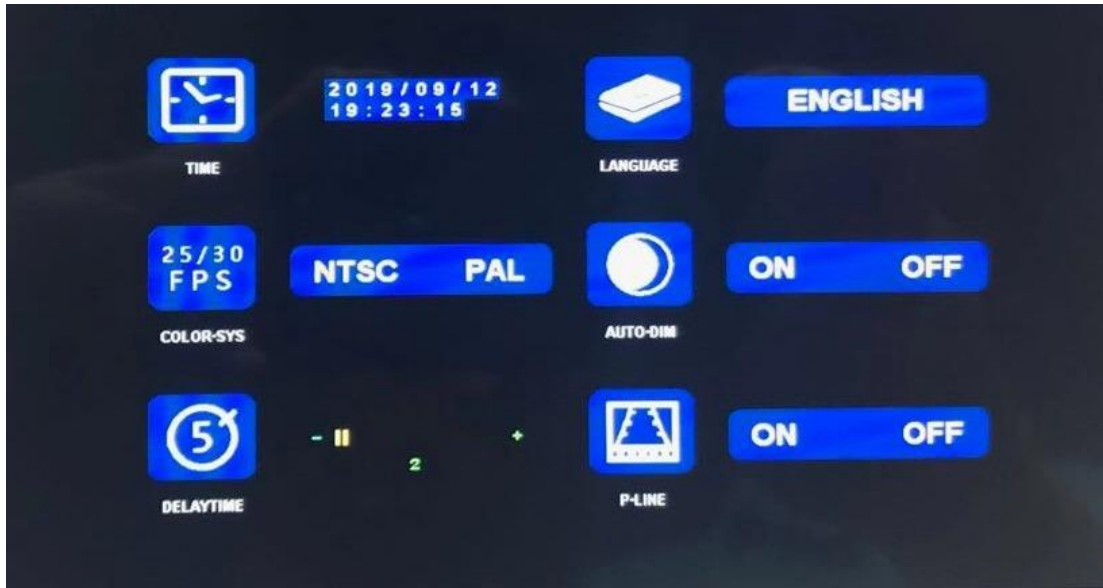 2019/09/12
19:23:15
ENGLISH
TIME
LANGUAGE
25/30
FPS
NTSC PAL
ON OFF
COLOR-SYS
AUTO-DIM
5
- +
2
ON OFF
DELAYTIME
P-LINE